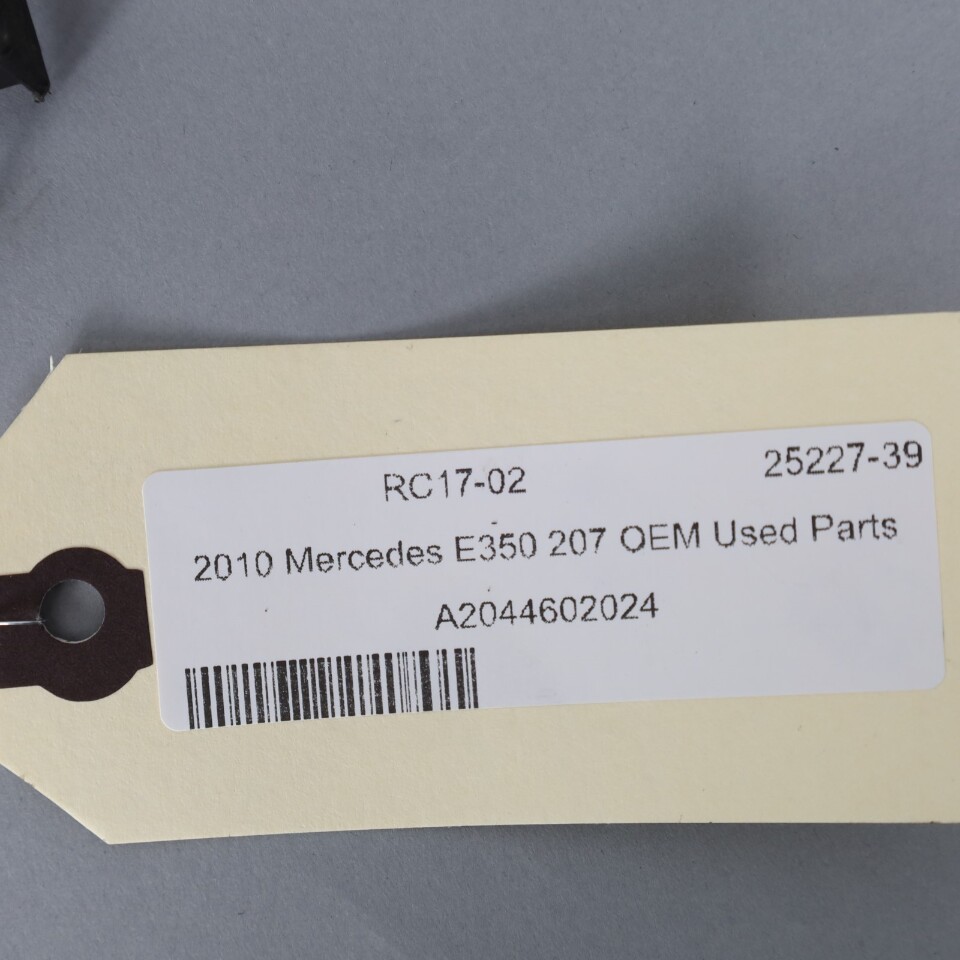 RC17-02 25227-39
2010 Mercedes E350 207 OEM Used Parts
A2044602024